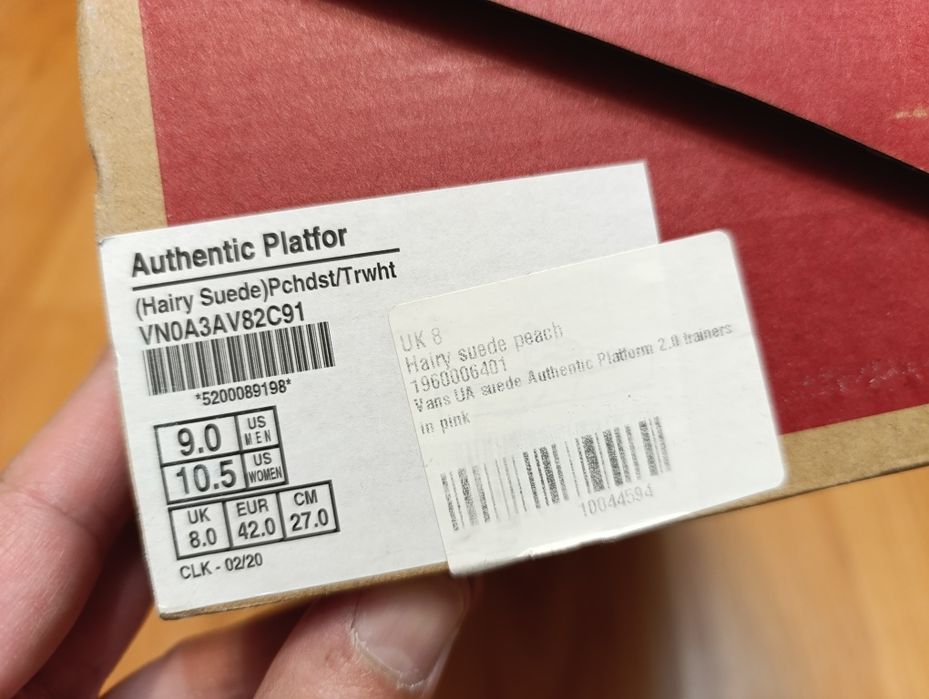 Authentic Platfor
(Hairy Suede)Pchdst/Trwht
VN0A3AV82C91
*5200089198*
9.0 US MEN
10.5 US WOMEN
UK EUR CM
8.0 42.0 27.0
CLK - 02/20
UK 8
Hairy suede peach
1960006401
Vans UA suede Authentic Platform 2.0 trainers
in pink
10044594